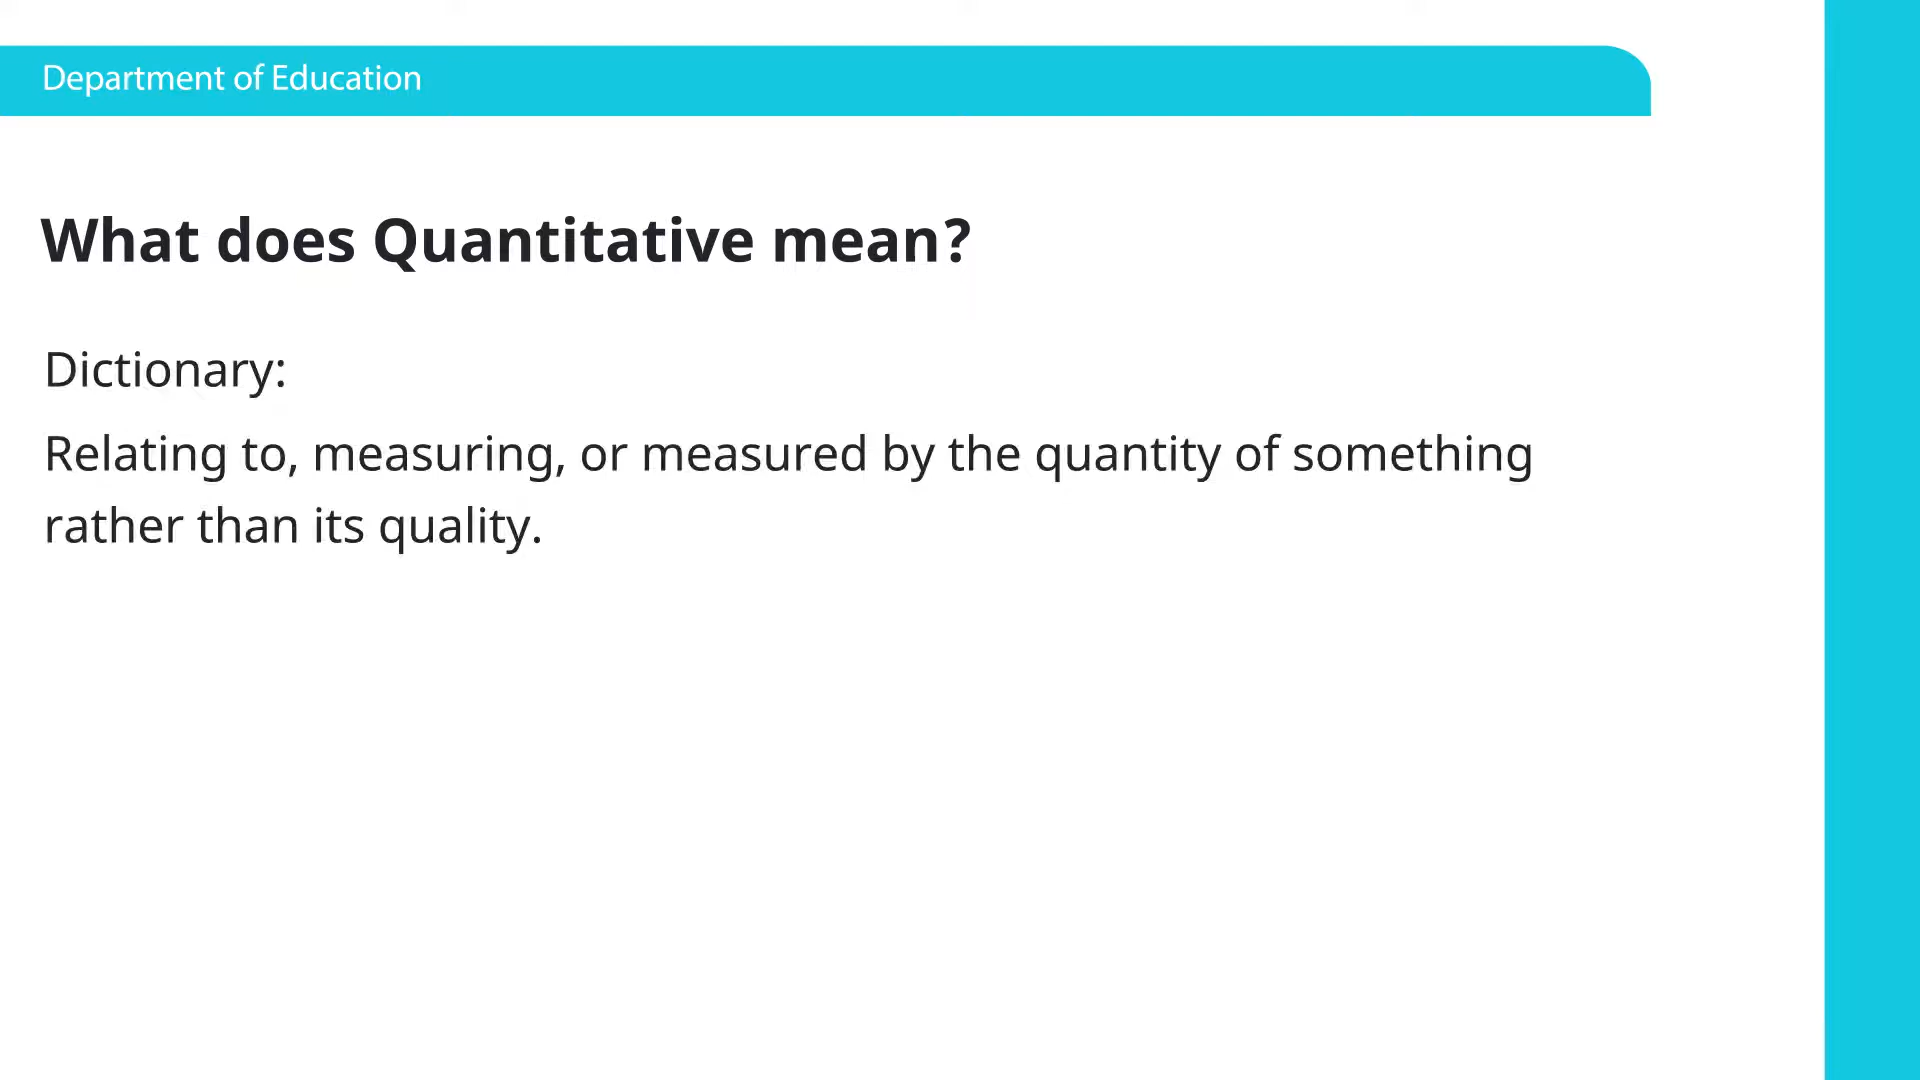 Department of Education
What does Quantitative mean?
Dictionary:
Relating to, measuring, or measured by the quantity of something
rather than its quality.